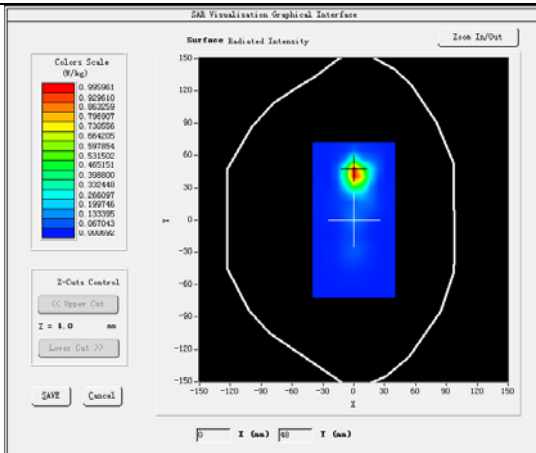 SAR Visualisation Graphical Interface
Surface Radiated Intensity
Zoom In/Out
Colors Scale
(W/kg)
0.995961
0.929610
0.863259
0.796907
0.730556
0.664205
0.597854
0.531502
0.465151
0.398800
0.332448
0.266097
0.199746
0.133395
0.067043
0.000692
150
120
90
60
30
0
-30
-60
-90
-120
-150
Y
-150 -120 -90 -60 -30 0 30 60 90 120 150
X
Z-Cuts Control
<< Upper Cut
Z = 4.0 mm
Lower Cut >>
SAVE Cancel
0 X (mm) 48 Y (mm)